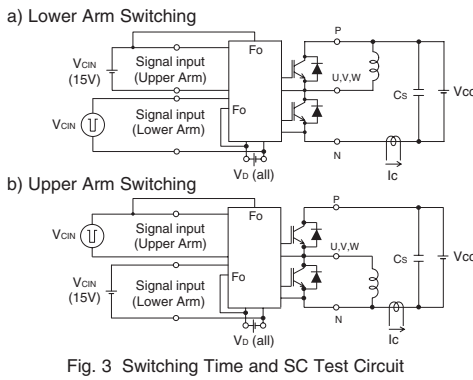 a) Lower Arm Switching
P
Fo
VCIN
(15V)
Signal input
(Upper Arm)
U,V,W
CS
VCC
Signal input
(Lower Arm)
Fo
VCIN
N
VD (all)
Ic
b) Upper Arm Switching
P
Fo
VCIN
Signal input
(Upper Arm)
U,V,W
CS
VCC
VCIN
(15V)
Signal input
(Lower Arm)
Fo
N
VD (all)
Ic
Fig. 3 Switching Time and SC Test Circuit